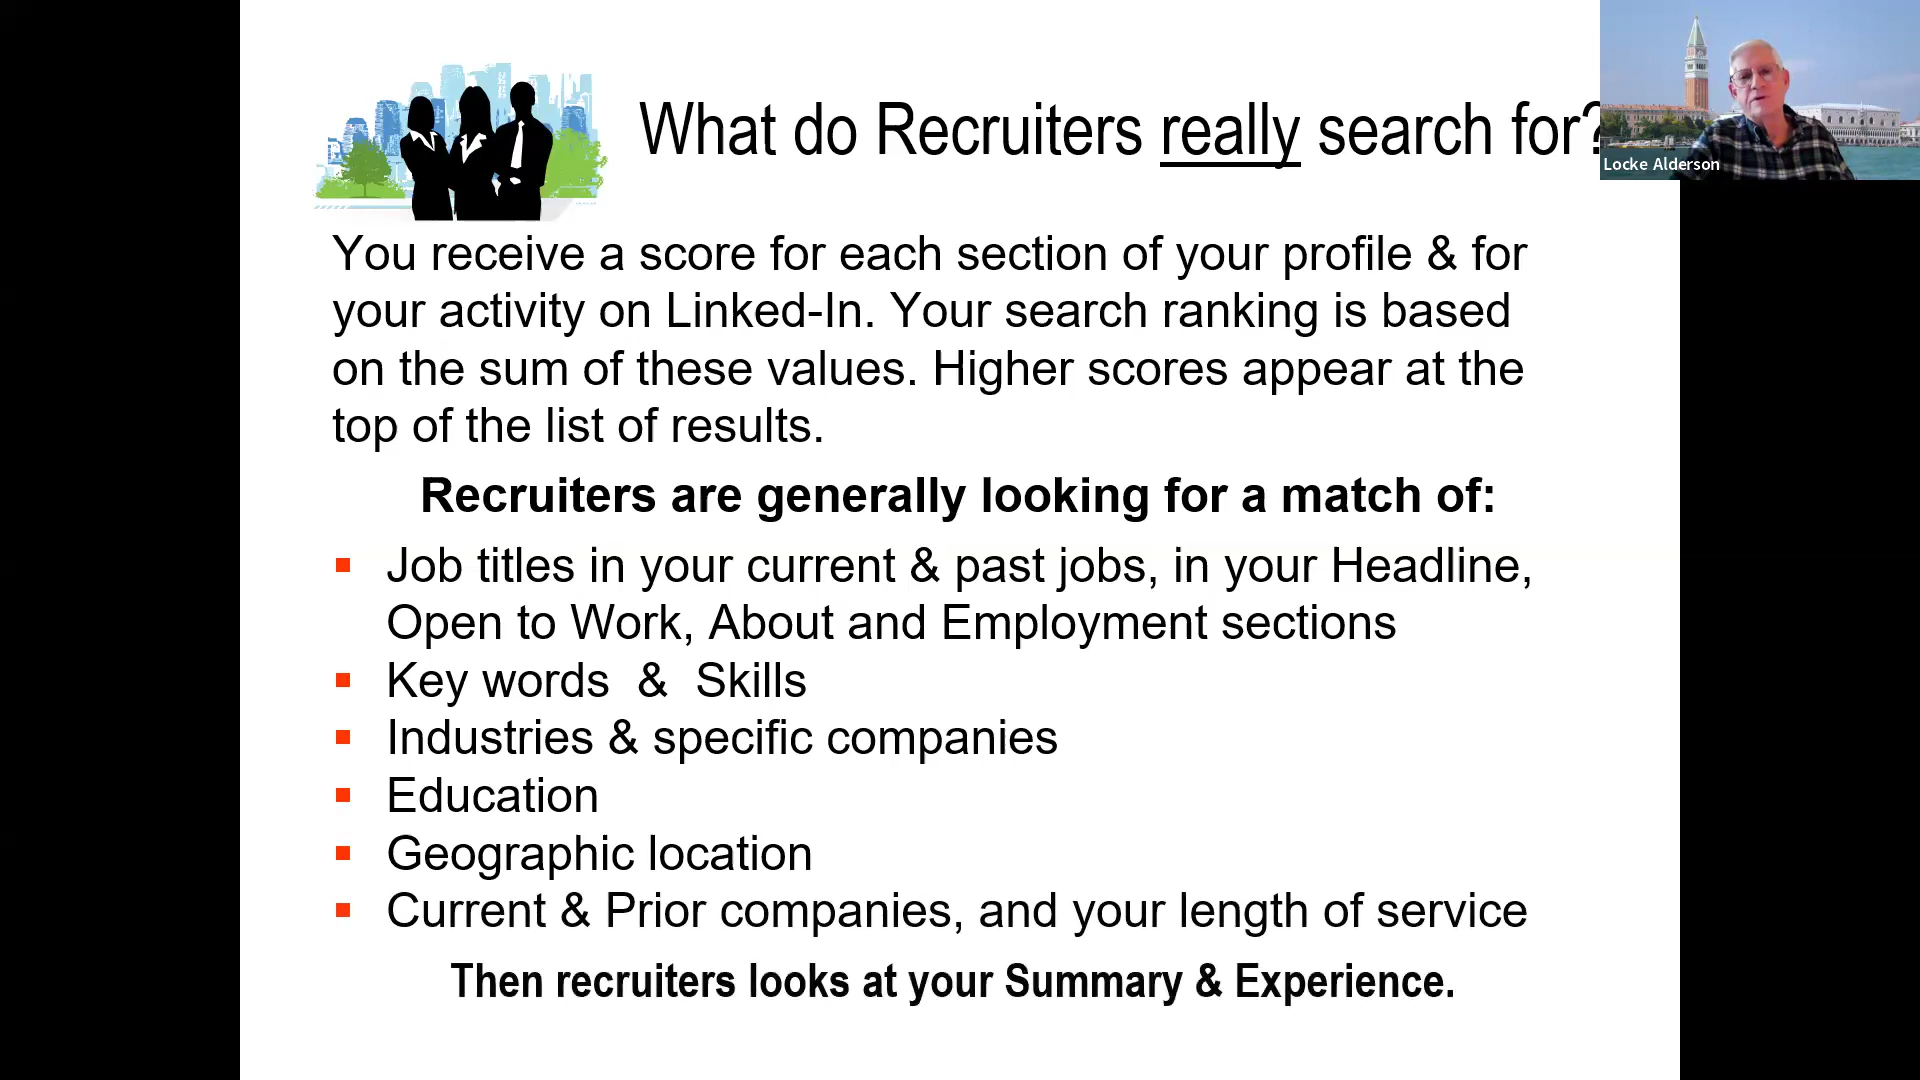 What do Recruiters really search for?
Locke Alderson
You receive a score for each section of your profile & for
your activity on Linked-In. Your search ranking is based
on the sum of these values. Higher scores appear at the
top of the list of results.
Recruiters are generally looking for a match of:
Job titles in your current & past jobs, in your Headline,
Open to Work, About and Employment sections
Key words & Skills
Industries & specific companies
Education
Geographic location
Current & Prior companies, and your length of service
Then recruiters looks at your Summary & Experience.